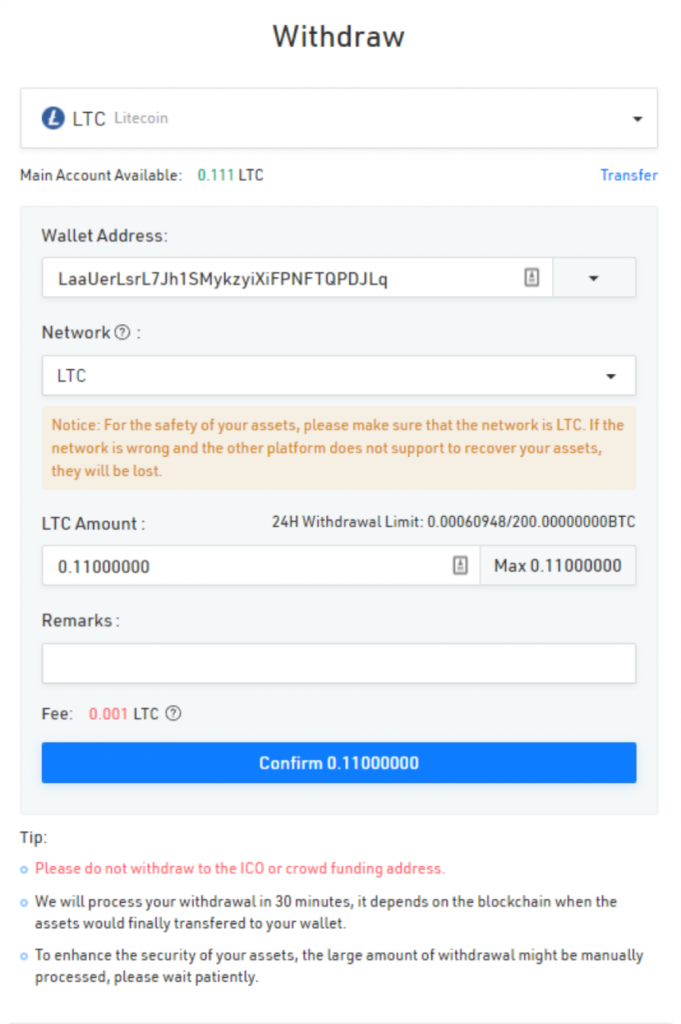 Withdraw
LTC Litecoin
Main Account Available: 0.111 LTC Transfer
Wallet Address:
LaaUerLsrL7Jh1SMykzyiXiFPNFTQPDJLq
Network ? :
LTC
Notice: For the safety of your assets, please make sure that the network is LTC. If the
network is wrong and the other platform does not support to recover your assets,
they will be lost.
LTC Amount : 24H Withdrawal Limit: 0.00060948/200.00000000BTC
0.11000000 Max 0.11000000
Remarks :
Fee: 0.001 LTC ?
Confirm 0.11000000
Tip:
Please do not withdraw to the ICO or crowd funding address.
We will process your withdrawal in 30 minutes, it depends on the blockchain when the
assets would finally transfered to your wallet.
To enhance the security of your assets, the large amount of withdrawal might be manually
processed, please wait patiently.